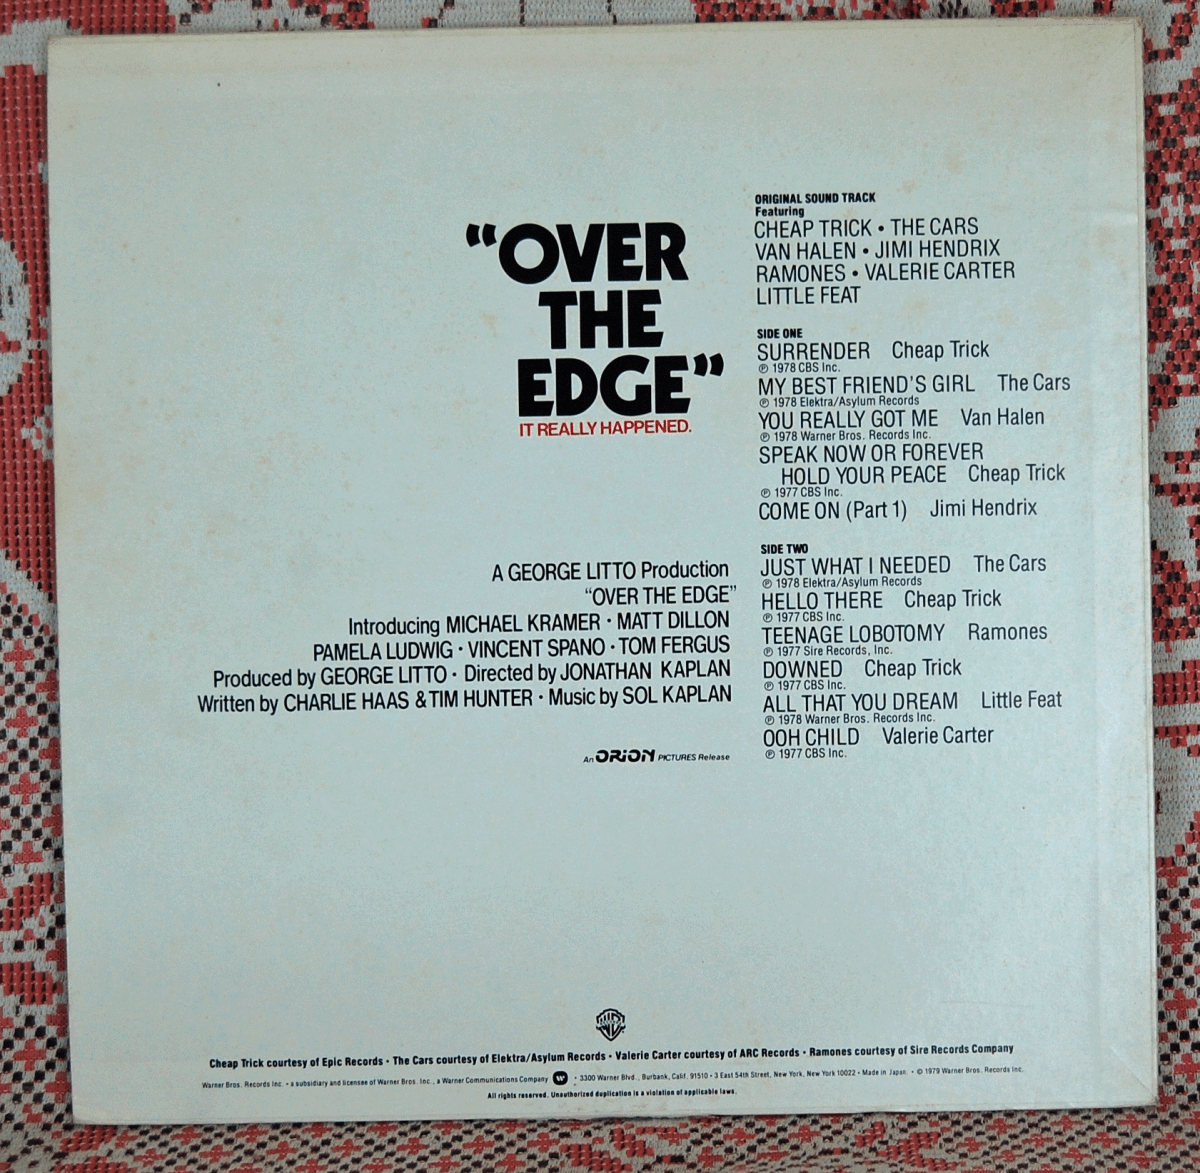 "OVER
THE
EDGE"
IT REALLY HAPPENED.
A GEORGE LITTO Production
"OVER THE EDGE"
Introducing MICHAEL KRAMER · MATT DILLON
PAMELA LUDWIG · VINCENT SPANO · TOM FERGUS
Produced by GEORGE LITTO · Directed by JONATHAN KAPLAN
Written by CHARLIE HAAS & TIM HUNTER · Music by SOL KAPLAN
An ORION PICTURES Release
ORIGINAL SOUND TRACK
Featuring
CHEAP TRICK • THE CARS
VAN HALEN • JIMI HENDRIX
RAMONES • VALERIE CARTER
LITTLE FEAT
SIDE ONE
SURRENDER Cheap Trick
℗ 1978 CBS Inc.
MY BEST FRIEND'S GIRL The Cars
℗ 1978 Elektra/Asylum Records
YOU REALLY GOT ME Van Halen
℗ 1978 Warner Bros. Records Inc.
SPEAK NOW OR FOREVER
HOLD YOUR PEACE Cheap Trick
℗ 1977 CBS Inc.
COME ON (Part 1) Jimi Hendrix
SIDE TWO
JUST WHAT I NEEDED The Cars
℗ 1978 Elektra/Asylum Records
HELLO THERE Cheap Trick
℗ 1977 CBS Inc.
TEENAGE LOBOTOMY Ramones
℗ 1977 Sire Records, Inc.
DOWNED Cheap Trick
℗ 1977 CBS Inc.
ALL THAT YOU DREAM Little Feat
℗ 1978 Warner Bros. Records Inc.
OOH CHILD Valerie Carter
℗ 1977 CBS Inc.
Cheap Trick courtesy of Epic Records · The Cars courtesy of Elektra/Asylum Records · Valerie Carter courtesy of ARC Records · Ramones courtesy of Sire Records Company
Warner Bros. Records Inc. · a subsidiary and licensee of Warner Bros. Inc., a Warner Communications Company W · 3300 Warner Blvd., Burbank, Calif. 91510 · 3 East 54th Street, New York, New York 10022 · Made in Japan. · © 1979 Warner Bros. Records Inc.
All rights reserved. Unauthorized duplication is a violation of applicable laws.